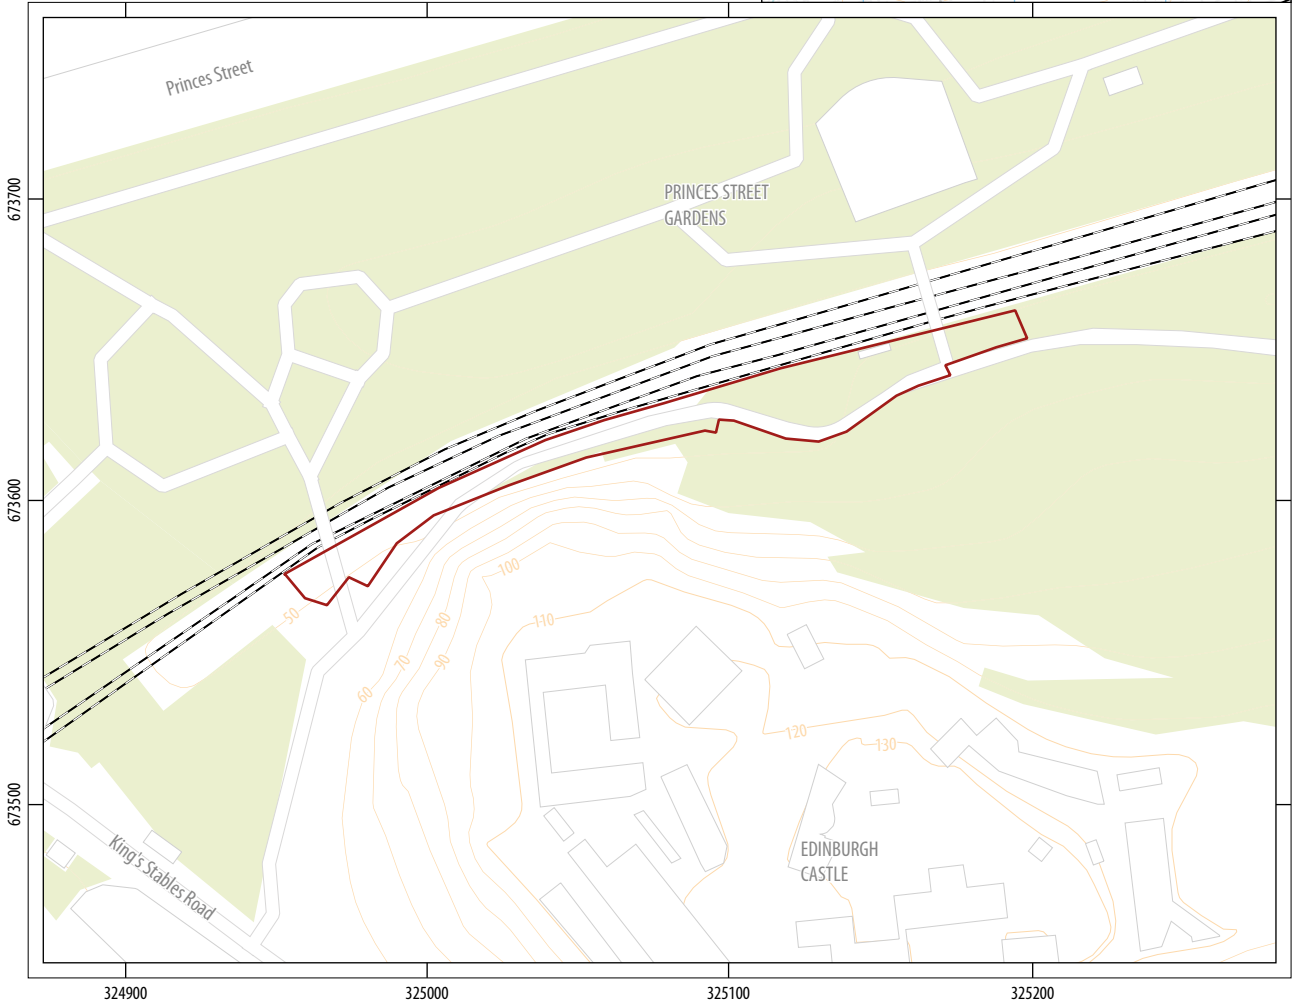 Princes Street
673700
PRINCES STREET
GARDENS
673600
100
50
110
80
70
90
60
120
130
673500
King's Stables Road
EDINBURGH
CASTLE
324900
325000
325100
325200